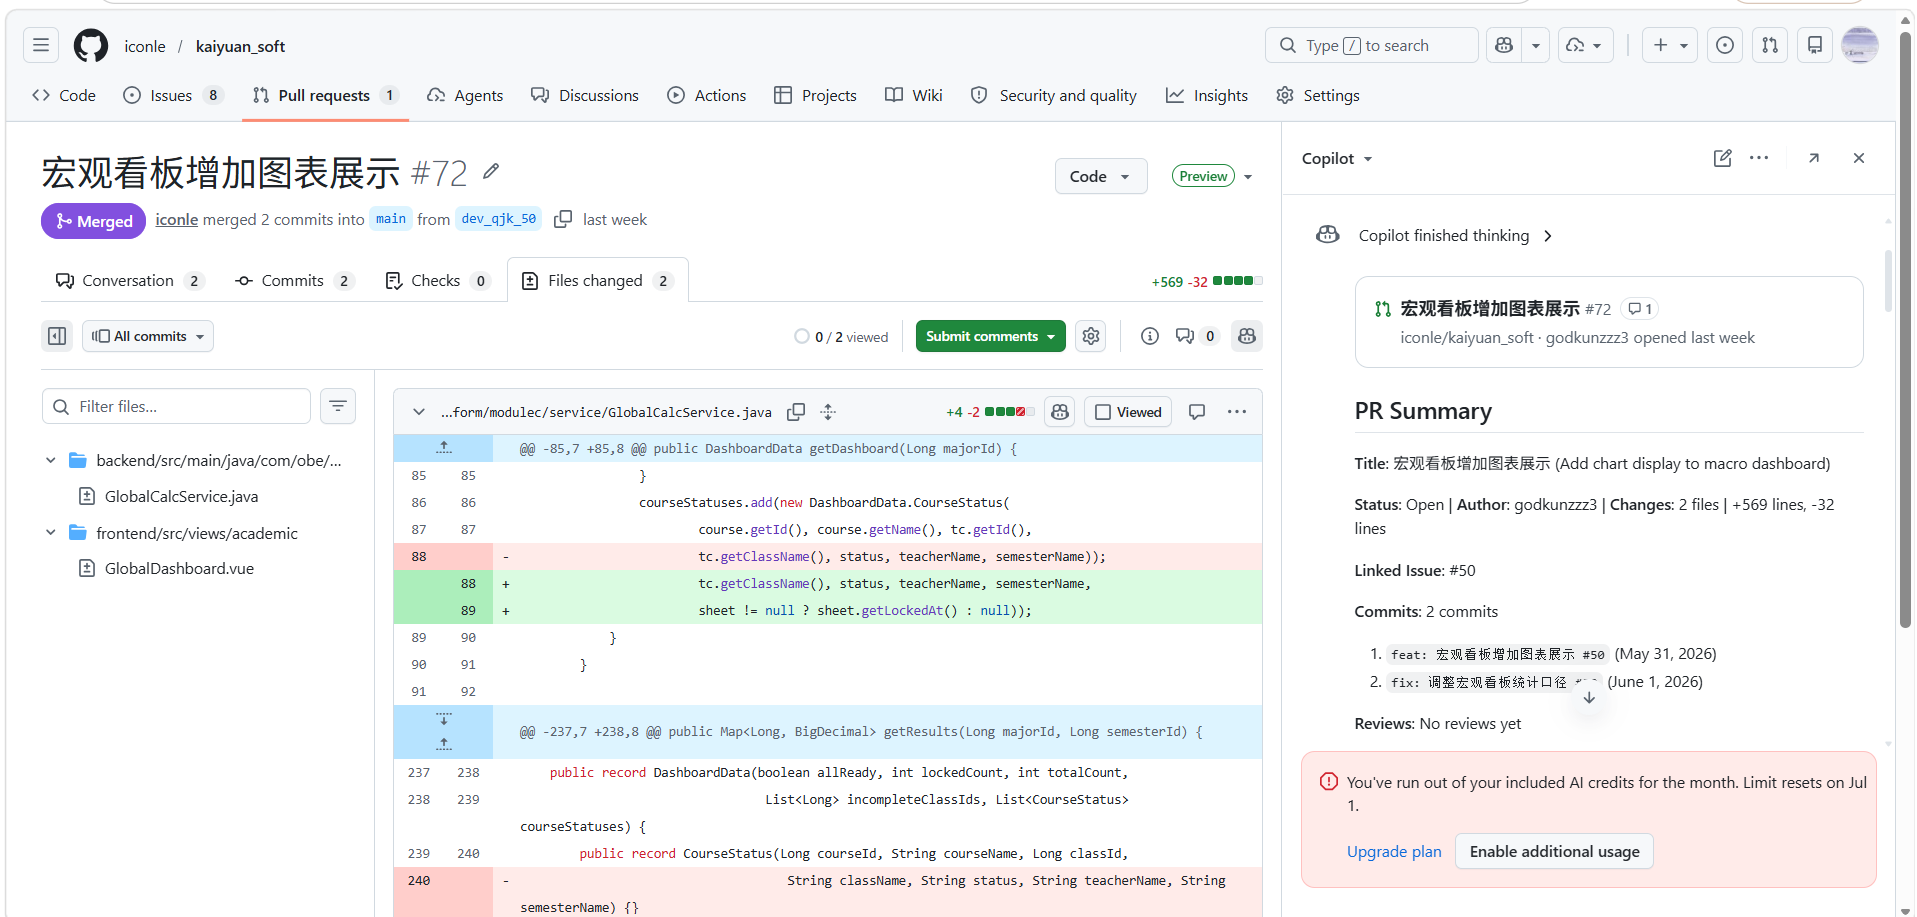 iconle / kaiyuan_soft
Type / to search
Code
Issues 8
Pull requests 1
Agents
Discussions
Actions
Projects
Wiki
Security and quality
Insights
Settings
宏观看板增加图表展示 #72
Code
Preview
Merged
iconle merged 2 commits into main from dev_qjk_50 last week
Conversation 2
Commits 2
Checks 0
Files changed 2
+569 -32
All commits
0 / 2 viewed
Submit comments
0
Filter files...
backend/src/main/java/com/obe/...
GlobalCalcService.java
frontend/src/views/academic
GlobalDashboard.vue
...form/modulec/service/GlobalCalcService.java
+4 -2
Viewed
@@ -85,7 +85,8 @@ public DashboardData getDashboard(Long majorId) {
85 85 }
86 86 courseStatuses.add(new DashboardData.CourseStatus(
87 87 course.getId(), course.getName(), tc.getId(),
88 - tc.getClassName(), status, teacherName, semesterName));
88 + tc.getClassName(), status, teacherName, semesterName,
89 + sheet != null ? sheet.getLockedAt() : null));
89 90 }
90 91 }
91 92
@@ -237,7 +238,8 @@ public Map<Long, BigDecimal> getResults(Long majorId, Long semesterId) {
237 238 public record DashboardData(boolean allReady, int lockedCount, int totalCount,
238 239 List<Long> incompleteClassIds, List<CourseStatus>
courseStatuses) {
239 240 public record CourseStatus(Long courseId, String courseName, Long classId,
240 - String className, String status, String teacherName, String
semesterName) {}
Copilot
Copilot finished thinking
宏观看板增加图表展示 #72 1
iconle/kaiyuan_soft · godkunzzz3 opened last week
PR Summary
Title: 宏观看板增加图表展示 (Add chart display to macro dashboard)
Status: Open | Author: godkunzzz3 | Changes: 2 files | +569 lines, -32
lines
Linked Issue: #50
Commits: 2 commits
1. feat: 宏观看板增加图表展示 #50 (May 31, 2026)
2. fix: 调整宏观看板统计口径 (June 1, 2026)
Reviews: No reviews yet
You've run out of your included AI credits for the month. Limit resets on Jul
1.
Upgrade plan
Enable additional usage